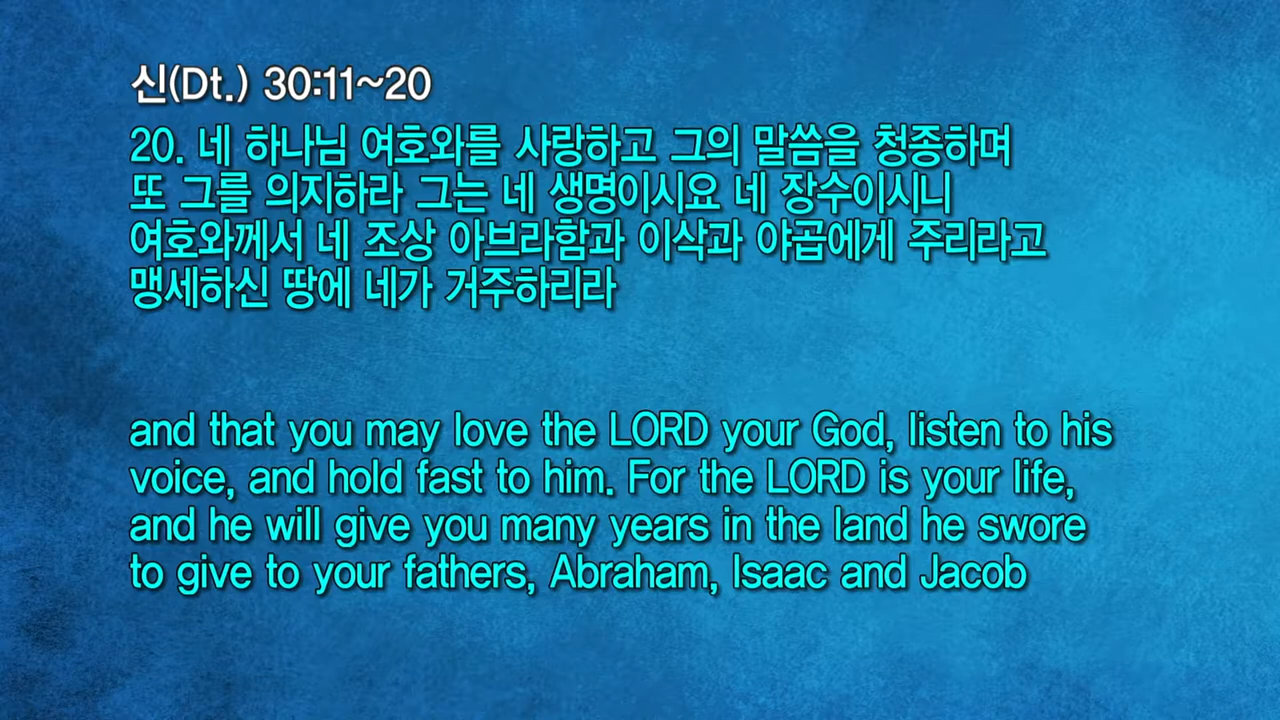 신(Dt.) 30:11~20
20. 네 하나님 여호와를 사랑하고 그의 말씀을 청종하며
또 그를 의지하라 그는 네 생명이시요 네 장수이시니
여호와께서 네 조상 아브라함과 이삭과 야곱에게 주리라고
맹세하신 땅에 네가 거주하리라
and that you may love the LORD your God, listen to his
voice, and hold fast to him. For the LORD is your life,
and he will give you many years in the land he swore
to give to your fathers, Abraham, Isaac and Jacob